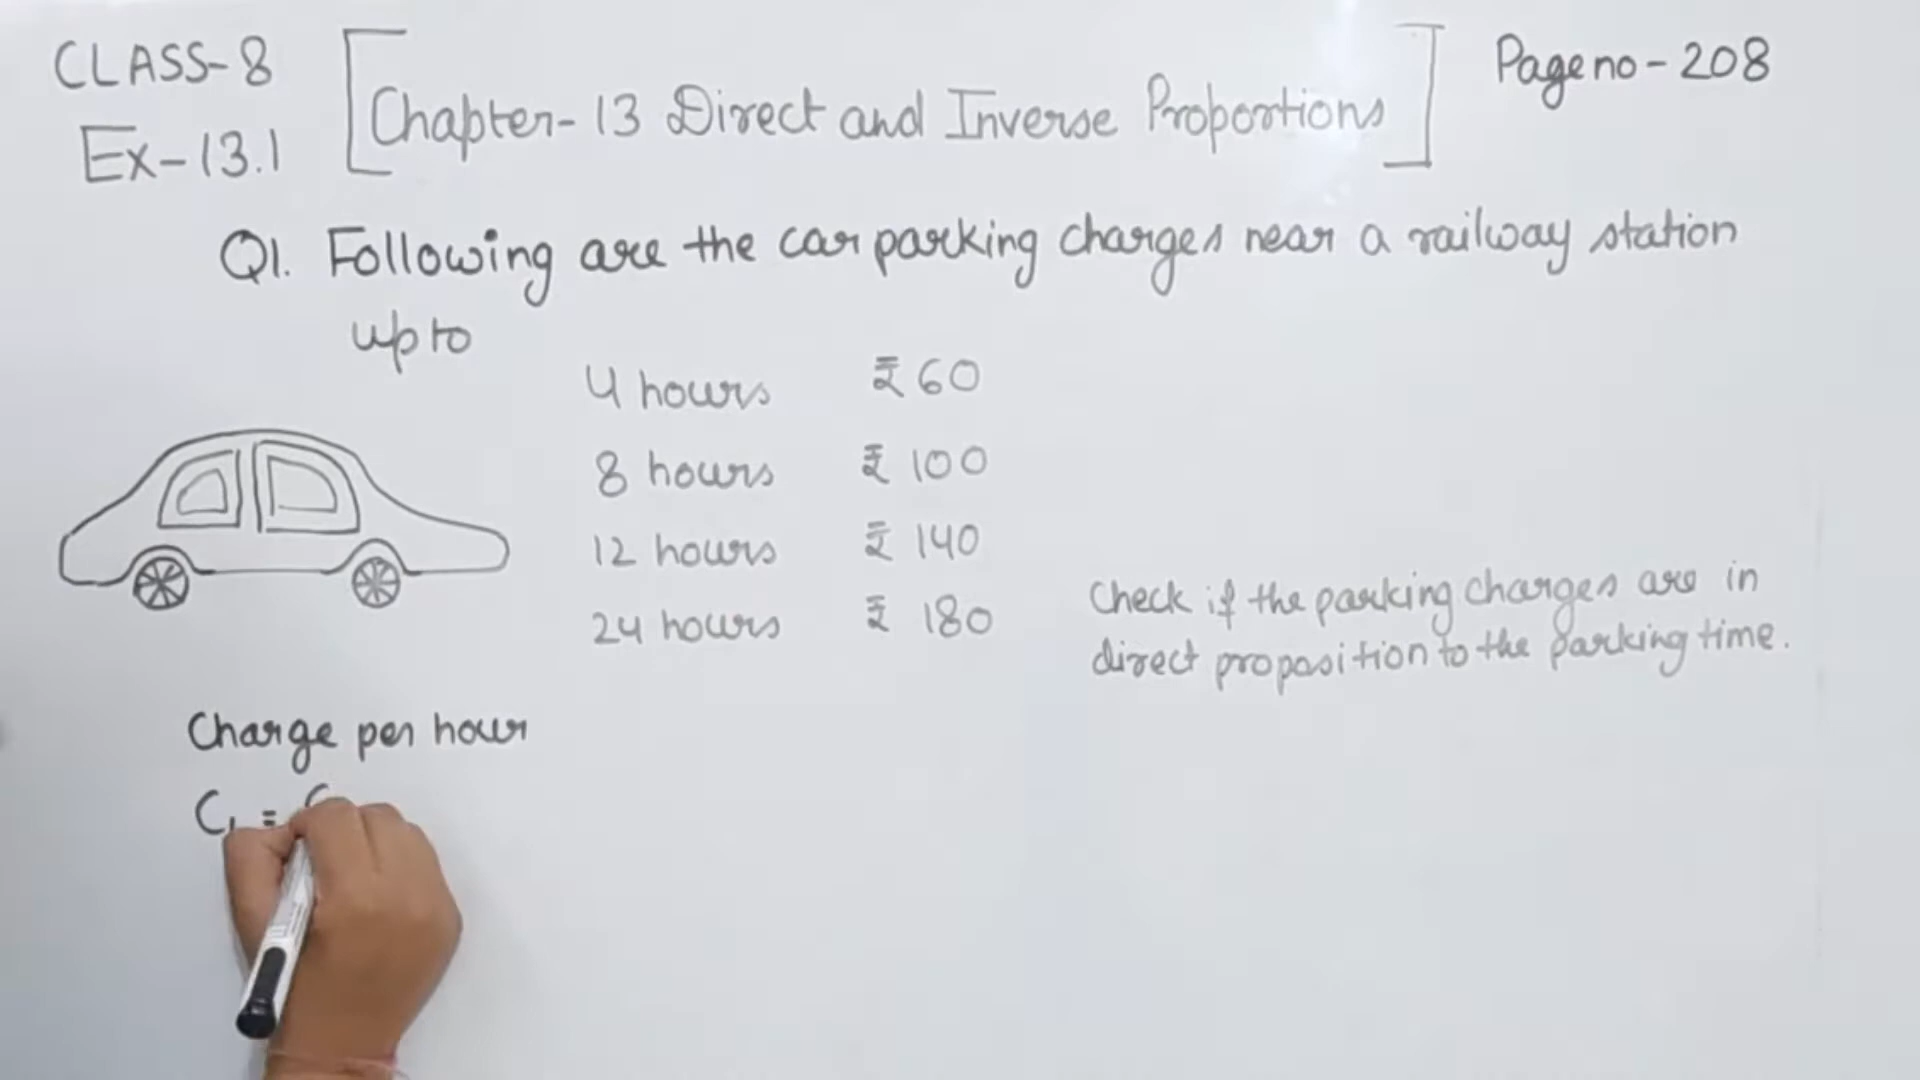 CLASS-8
Ex-13.1
Chapter-13 Direct and Inverse Proportions
Page no-208
Q1. Following are the car parking charges near a railway station
upto
4 hours ₹ 60
8 hours ₹ 100
12 hours ₹ 140
24 hours ₹ 180
Check if the parking charges are in
direct proposition to the parking time.
Charge per hour
C1 =